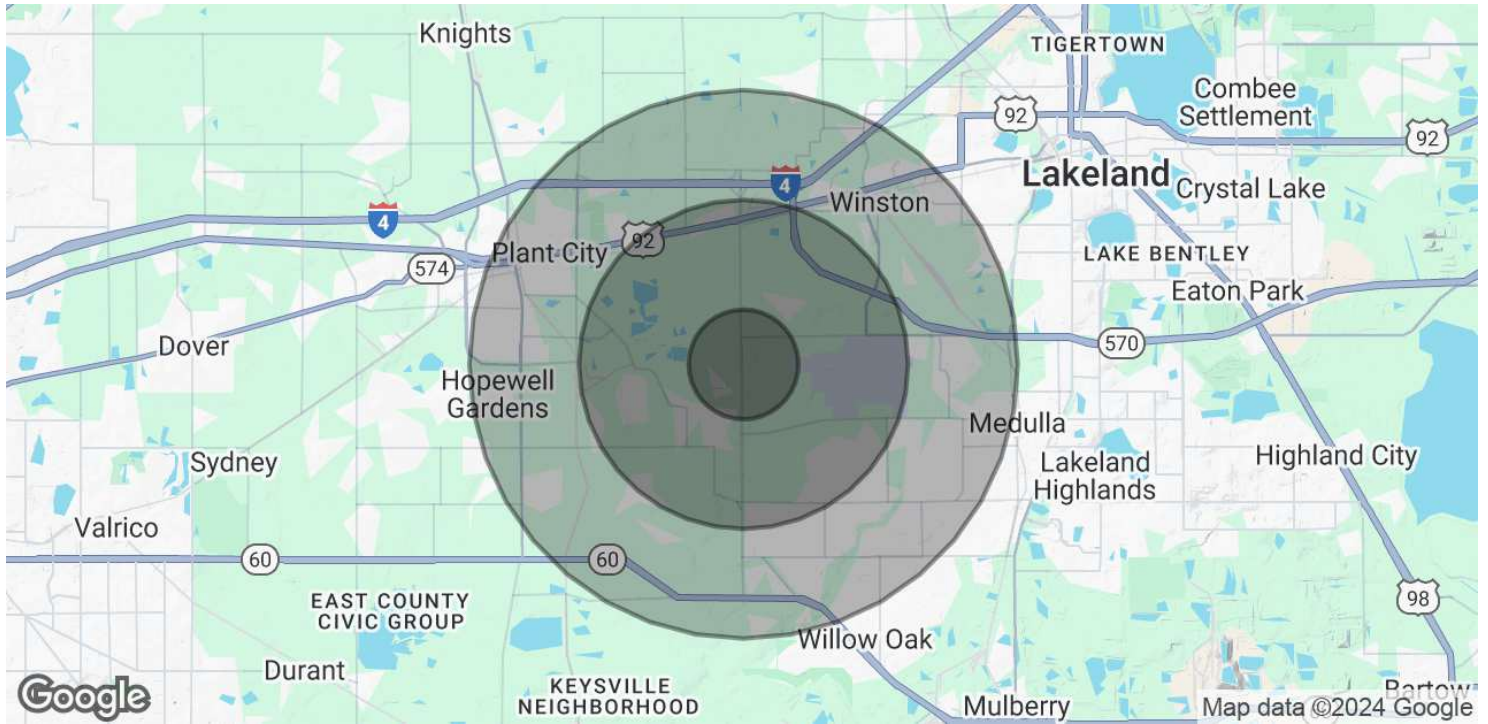 Knights
TIGERTOWN
Combee
Settlement
92
92
Lakeland
Crystal Lake
4
Winston
4
92
Plant City
574
LAKE BENTLEY
Eaton Park
Dover
570
Hopewell
Gardens
Medulla
Sydney
Lakeland
Highlands
Highland City
Valrico
60
60
EAST COUNTY
CIVIC GROUP
98
Willow Oak
Durant
KEYSVILLE
NEIGHBORHOOD
Mulberry
Bartow
Google
Map data ©2024 Google